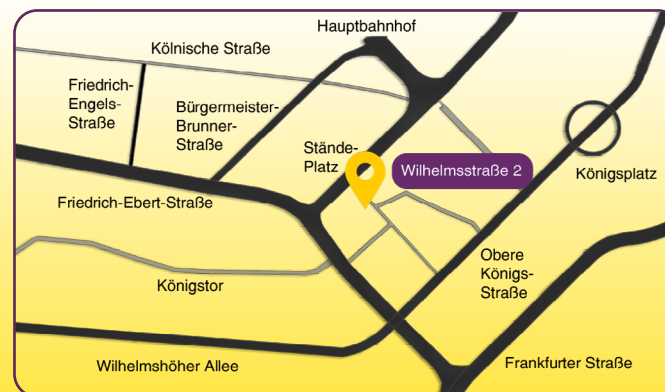 Hauptbahnhof
Kölnische Straße
Friedrich-
Engels-
Straße
Bürgermeister-
Brunner-
Straße
Stände-
Platz
Wilhelmsstraße 2
Königsplatz
Friedrich-Ebert-Straße
Obere
Königs-
Straße
Königstor
Wilhelmshöher Allee
Frankfurter Straße